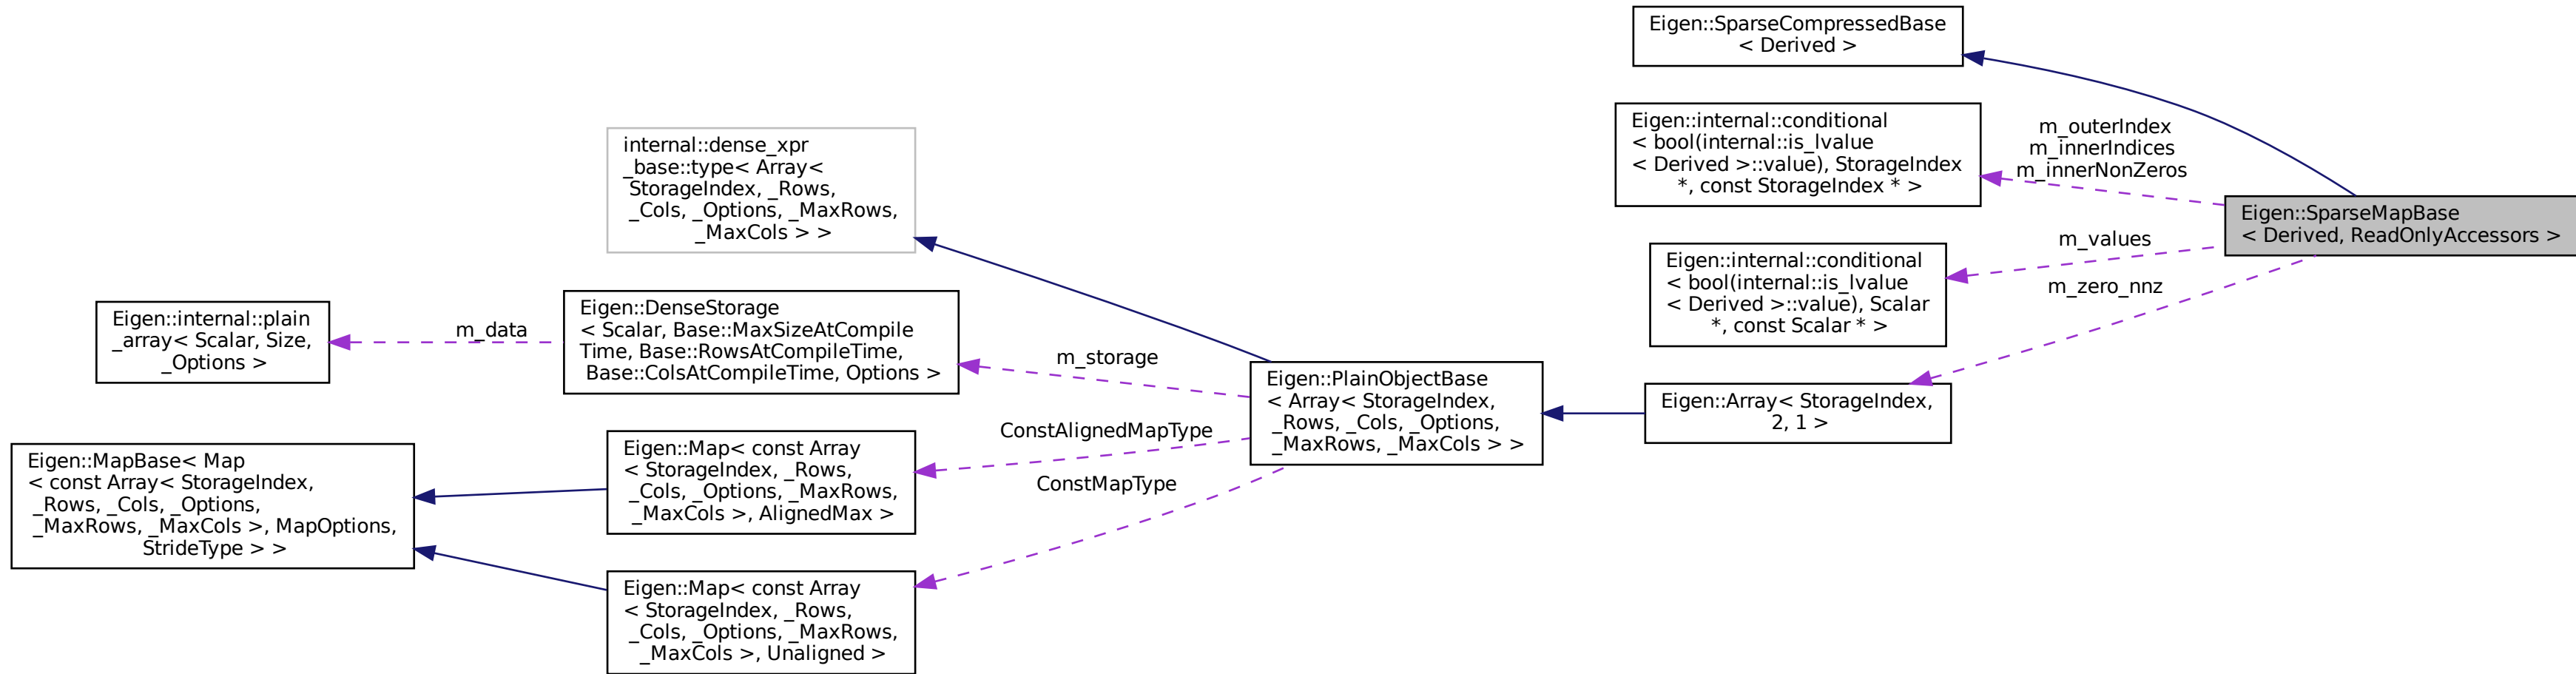 Eigen::SparseCompressedBase
< Derived >
Eigen::internal::conditional
< bool(internal::is_lvalue
< Derived >::value), StorageIndex
*, const StorageIndex * >
m_outerIndex
m_innerIndices
m_innerNonZeros
Eigen::SparseMapBase
< Derived, ReadOnlyAccessors >
m_values
m_zero_nnz
Eigen::internal::conditional
< bool(internal::is_lvalue
< Derived >::value), Scalar
*, const Scalar * >
internal::dense_xpr
_base::type< Array<
StorageIndex, _Rows,
_Cols, _Options, _MaxRows,
_MaxCols > >
Eigen::internal::plain
_array< Scalar, Size,
_Options >
m_data
Eigen::DenseStorage
< Scalar, Base::MaxSizeAtCompile
Time, Base::RowsAtCompileTime,
Base::ColsAtCompileTime, Options >
m_storage
ConstAlignedMapType
ConstMapType
Eigen::PlainObjectBase
< Array< StorageIndex,
_Rows, _Cols, _Options,
_MaxRows, _MaxCols > >
Eigen::Array< StorageIndex,
2, 1 >
Eigen::MapBase< Map
< const Array< StorageIndex,
_Rows, _Cols, _Options,
_MaxRows, _MaxCols >, MapOptions,
StrideType > >
Eigen::Map< const Array
< StorageIndex, _Rows,
_Cols, _Options, _MaxRows,
_MaxCols >, AlignedMax >
Eigen::Map< const Array
< StorageIndex, _Rows,
_Cols, _Options, _MaxRows,
_MaxCols >, Unaligned >